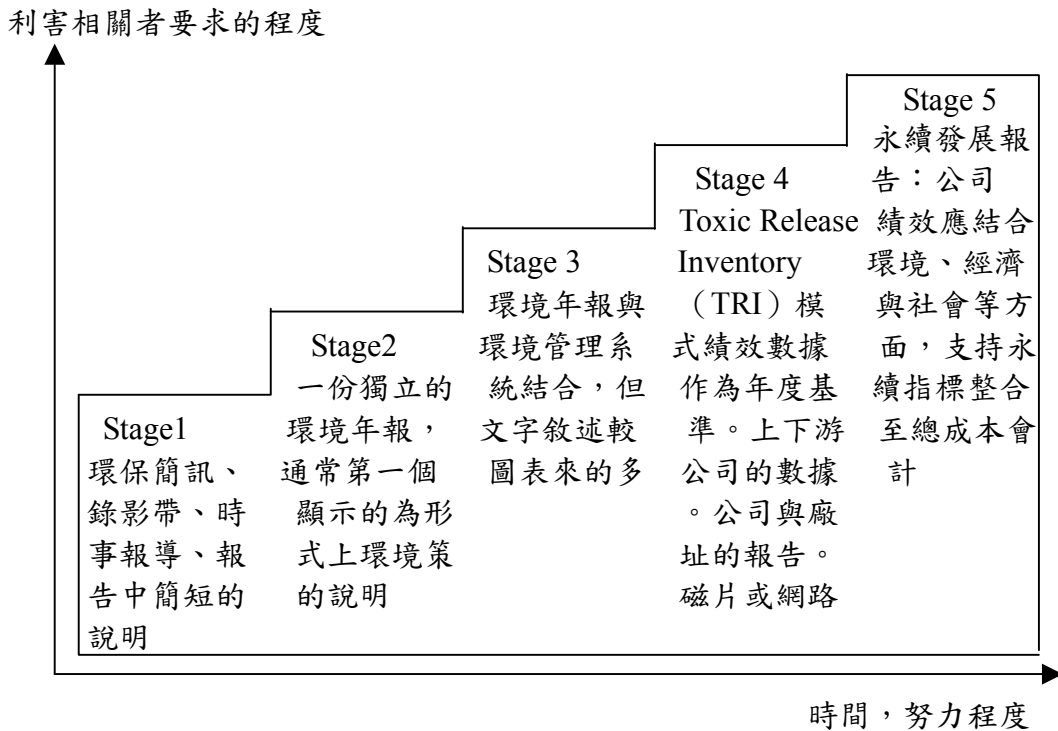 利害相關者要求的程度
Stage1
環保簡訊、
錄影帶、時
事報導、報
告中簡短的
說明
Stage2
一份獨立的
環境年報，
通常第一個
顯示的為形
式上環境策
的說明
Stage 3
環境年報與
環境管理系
統結合，但
文字敘述較
圖表來的多
Stage 4
Toxic Release
Inventory
（TRI）模
式績效數據
作為年度基
準。上下游
公司的數據
。公司與廠
址的報告。
磁片或網路
Stage 5
永續發展報
告：公司
績效應結合
環境、經濟
與社會等方
面，支持永
續指標整合
至總成本會
計
時間，努力程度